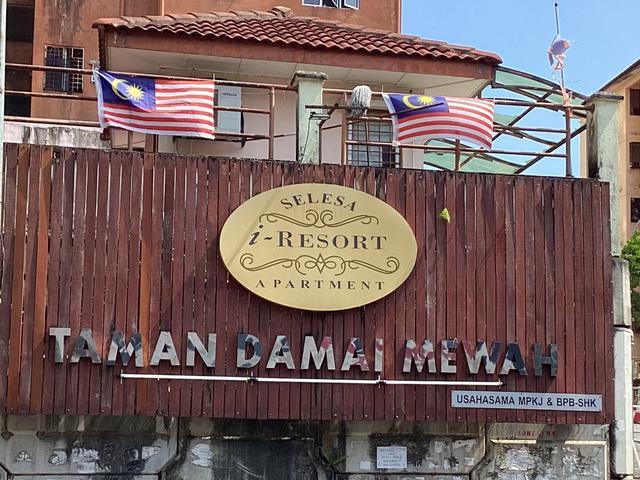 SELESA
i-RESORT
APARTMENT
TAMAN DAMAI MEWAH
USAHASAMA MPKJ & BPB-SHK